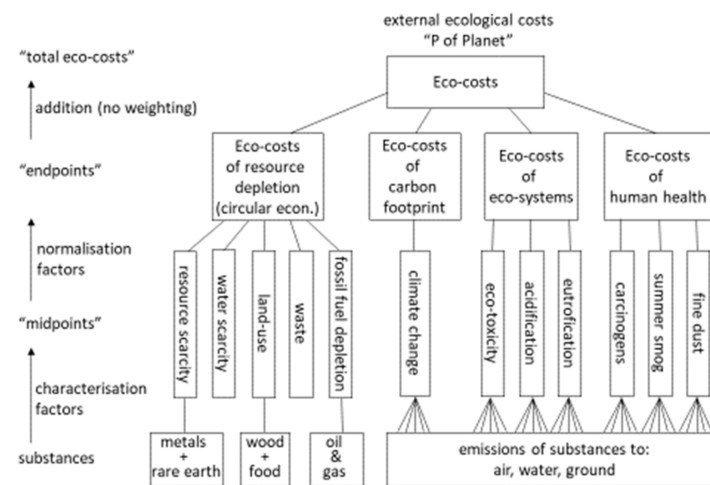 external ecological costs
"P of Planet"
"total eco-costs"
Eco-costs
addition (no weighting)
"endpoints"
Eco-costs
of resource
depletion
(circular econ.)
Eco-costs
of
carbon
footprint
Eco-costs
of
eco-systems
Eco-costs
of
human health
normalisation
factors
"midpoints"
resource scarcity
water scarcity
land-use
waste
fossil fuel depletion
climate change
eco-toxicity
acidification
eutrofication
carcinogens
summer smog
fine dust
characterisation
factors
substances
metals
+
rare earth
wood
+
food
oil
&
gas
emissions of substances to:
air, water, ground